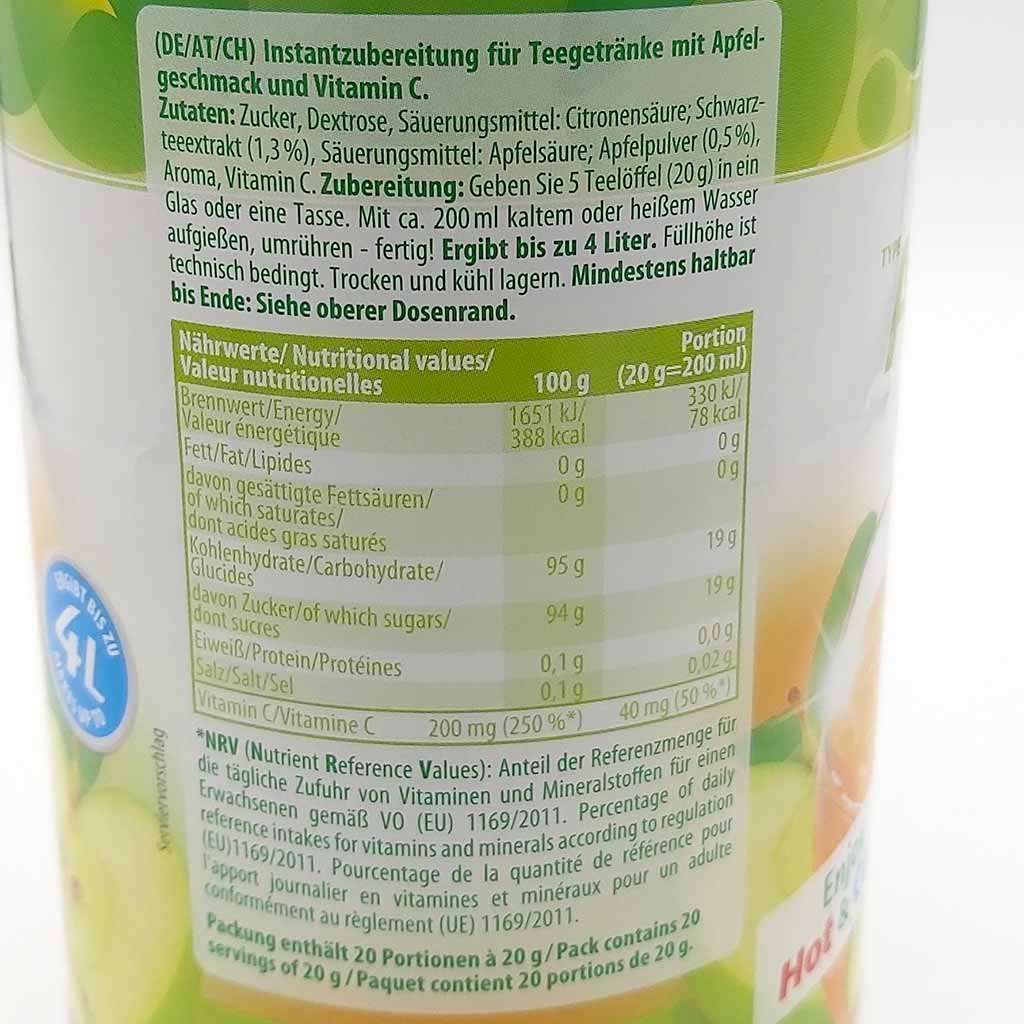 (DE/AT/CH) Instantzubereitung für Teegetränke mit Apfel-
geschmack und Vitamin C.
Zutaten: Zucker, Dextrose, Säuerungsmittel: Citronensäure; Schwarz-
teeextrakt (1,3%), Säuerungsmittel: Apfelsäure; Apfelpulver (0,5%),
Aroma, Vitamin C. Zubereitung: Geben Sie 5 Teelöffel (20 g) in ein
Glas oder eine Tasse. Mit ca. 200 ml kaltem oder heißem Wasser
aufgießen, umrühren - fertig! Ergibt bis zu 4 Liter. Füllhöhe ist
technisch bedingt. Trocken und kühl lagern. Mindestens haltbar
bis Ende: Siehe oberer Dosenrand.
Nährwerte/ Nutritional values/
Valeur nutritionelles 100 g Portion (20 g=200 ml)
Brennwert/Energy/ 1651 kJ/ 330 kJ/
Valeur énergétique 388 kcal 78 kcal
Fett/Fat/Lipides 0 g 0 g
davon gesättigte Fettsäuren/ 0 g 0 g
of which saturates/
dont acides gras saturés
Kohlenhydrate/Carbohydrate/ 95 g 19 g
Glucides
davon Zucker/of which sugars/ 94 g 19 g
dont sucres
Eiweiß/Protein/Protéines 0,1 g 0,0 g
Salz/Salt/Sel 0,1 g 0,02 g
Vitamin C/Vitamine C 200 mg (250 %*) 40 mg (50 %*)
*NRV (Nutrient Reference Values): Anteil der Referenzmenge für
die tägliche Zufuhr von Vitaminen und Mineralstoffen für einen
Erwachsenen gemäß VO (EU) 1169/2011. Percentage of daily
reference intakes for vitamins and minerals according to regulation
(EU)1169/2011. Pourcentage de la quantité de référence pour
l'apport journalier en vitamines et minéraux pour un adulte
conformément au règlement (UE) 1169/2011.
Packung enthält 20 Portionen à 20 g/ Pack contains 20
servings of 20 g/ Paquet contient 20 portions de 20 g.
ERGIBT BIS ZU
4L
Serviervorschlag
Hot &